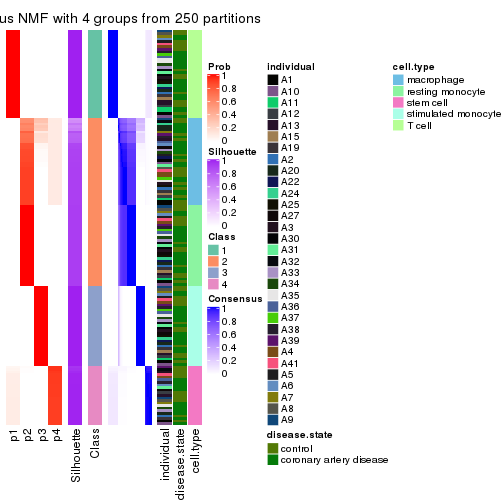 us NMF with 4 groups from 250 partitions
Prob
1
0.8
0.6
0.4
0.2
0
Silhouette
1
0.8
0.6
0.4
0.2
0
Class
1
2
3
4
Consensus
1
0.8
0.6
0.4
0.2
0
individual
A1
A10
A11
A12
A13
A15
A19
A2
A20
A22
A24
A25
A27
A3
A30
A31
A32
A33
A34
A35
A36
A37
A38
A39
A4
A41
A5
A6
A7
A8
A9
disease.state
control
coronary artery disease
cell.type
macrophage
resting monocyte
stem cell
stimulated monocyte
T cell
p1
p2
p3
p4
Silhouette
Class
individual
disease.state
cell.type